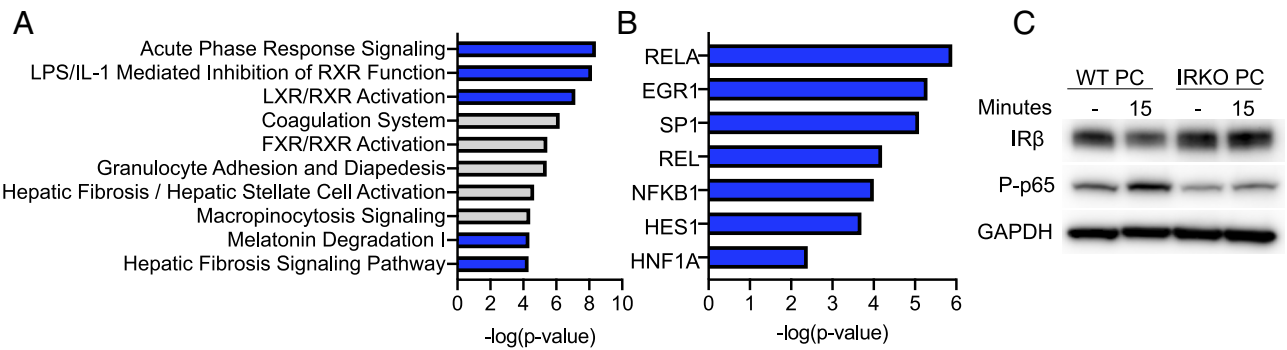 A
Acute Phase Response Signaling
LPS/IL-1 Mediated Inhibition of RXR Function
LXR/RXR Activation
Coagulation System
FXR/RXR Activation
Granulocyte Adhesion and Diapedesis
Hepatic Fibrosis / Hepatic Stellate Cell Activation
Macropinocytosis Signaling
Melatonin Degradation I
Hepatic Fibrosis Signaling Pathway
0 2 4 6 8 10
-log(p-value)
B
RELA
EGR1
SP1
REL
NFKB1
HES1
HNF1A
0 1 2 3 4 5 6
-log(p-value)
C
WT PC IRKO PC
Minutes - 15 - 15
IRβ
P-p65
GAPDH